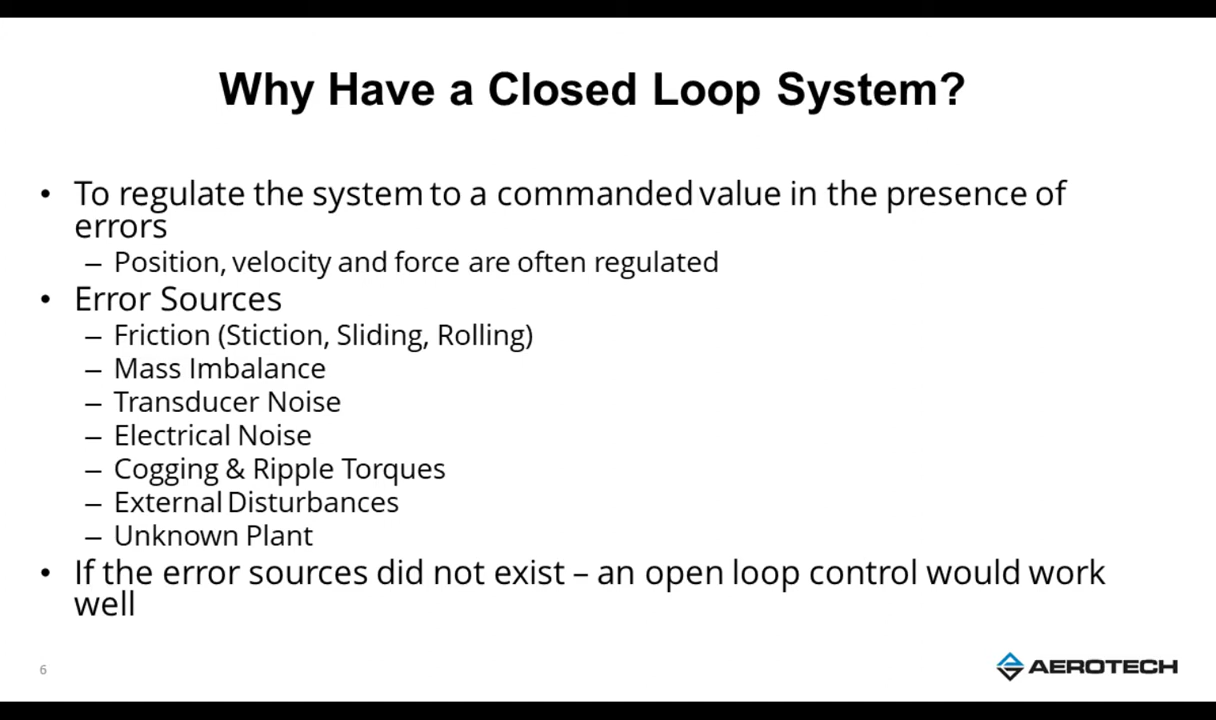 Why Have a Closed Loop System?
• To regulate the system to a commanded value in the presence of
errors
– Position, velocity and force are often regulated
• Error Sources
– Friction (Stiction, Sliding, Rolling)
– Mass Imbalance
– Transducer Noise
– Electrical Noise
– Cogging & Ripple Torques
– External Disturbances
– Unknown Plant
• If the error sources did not exist – an open loop control would work
well
6
AEROTECH